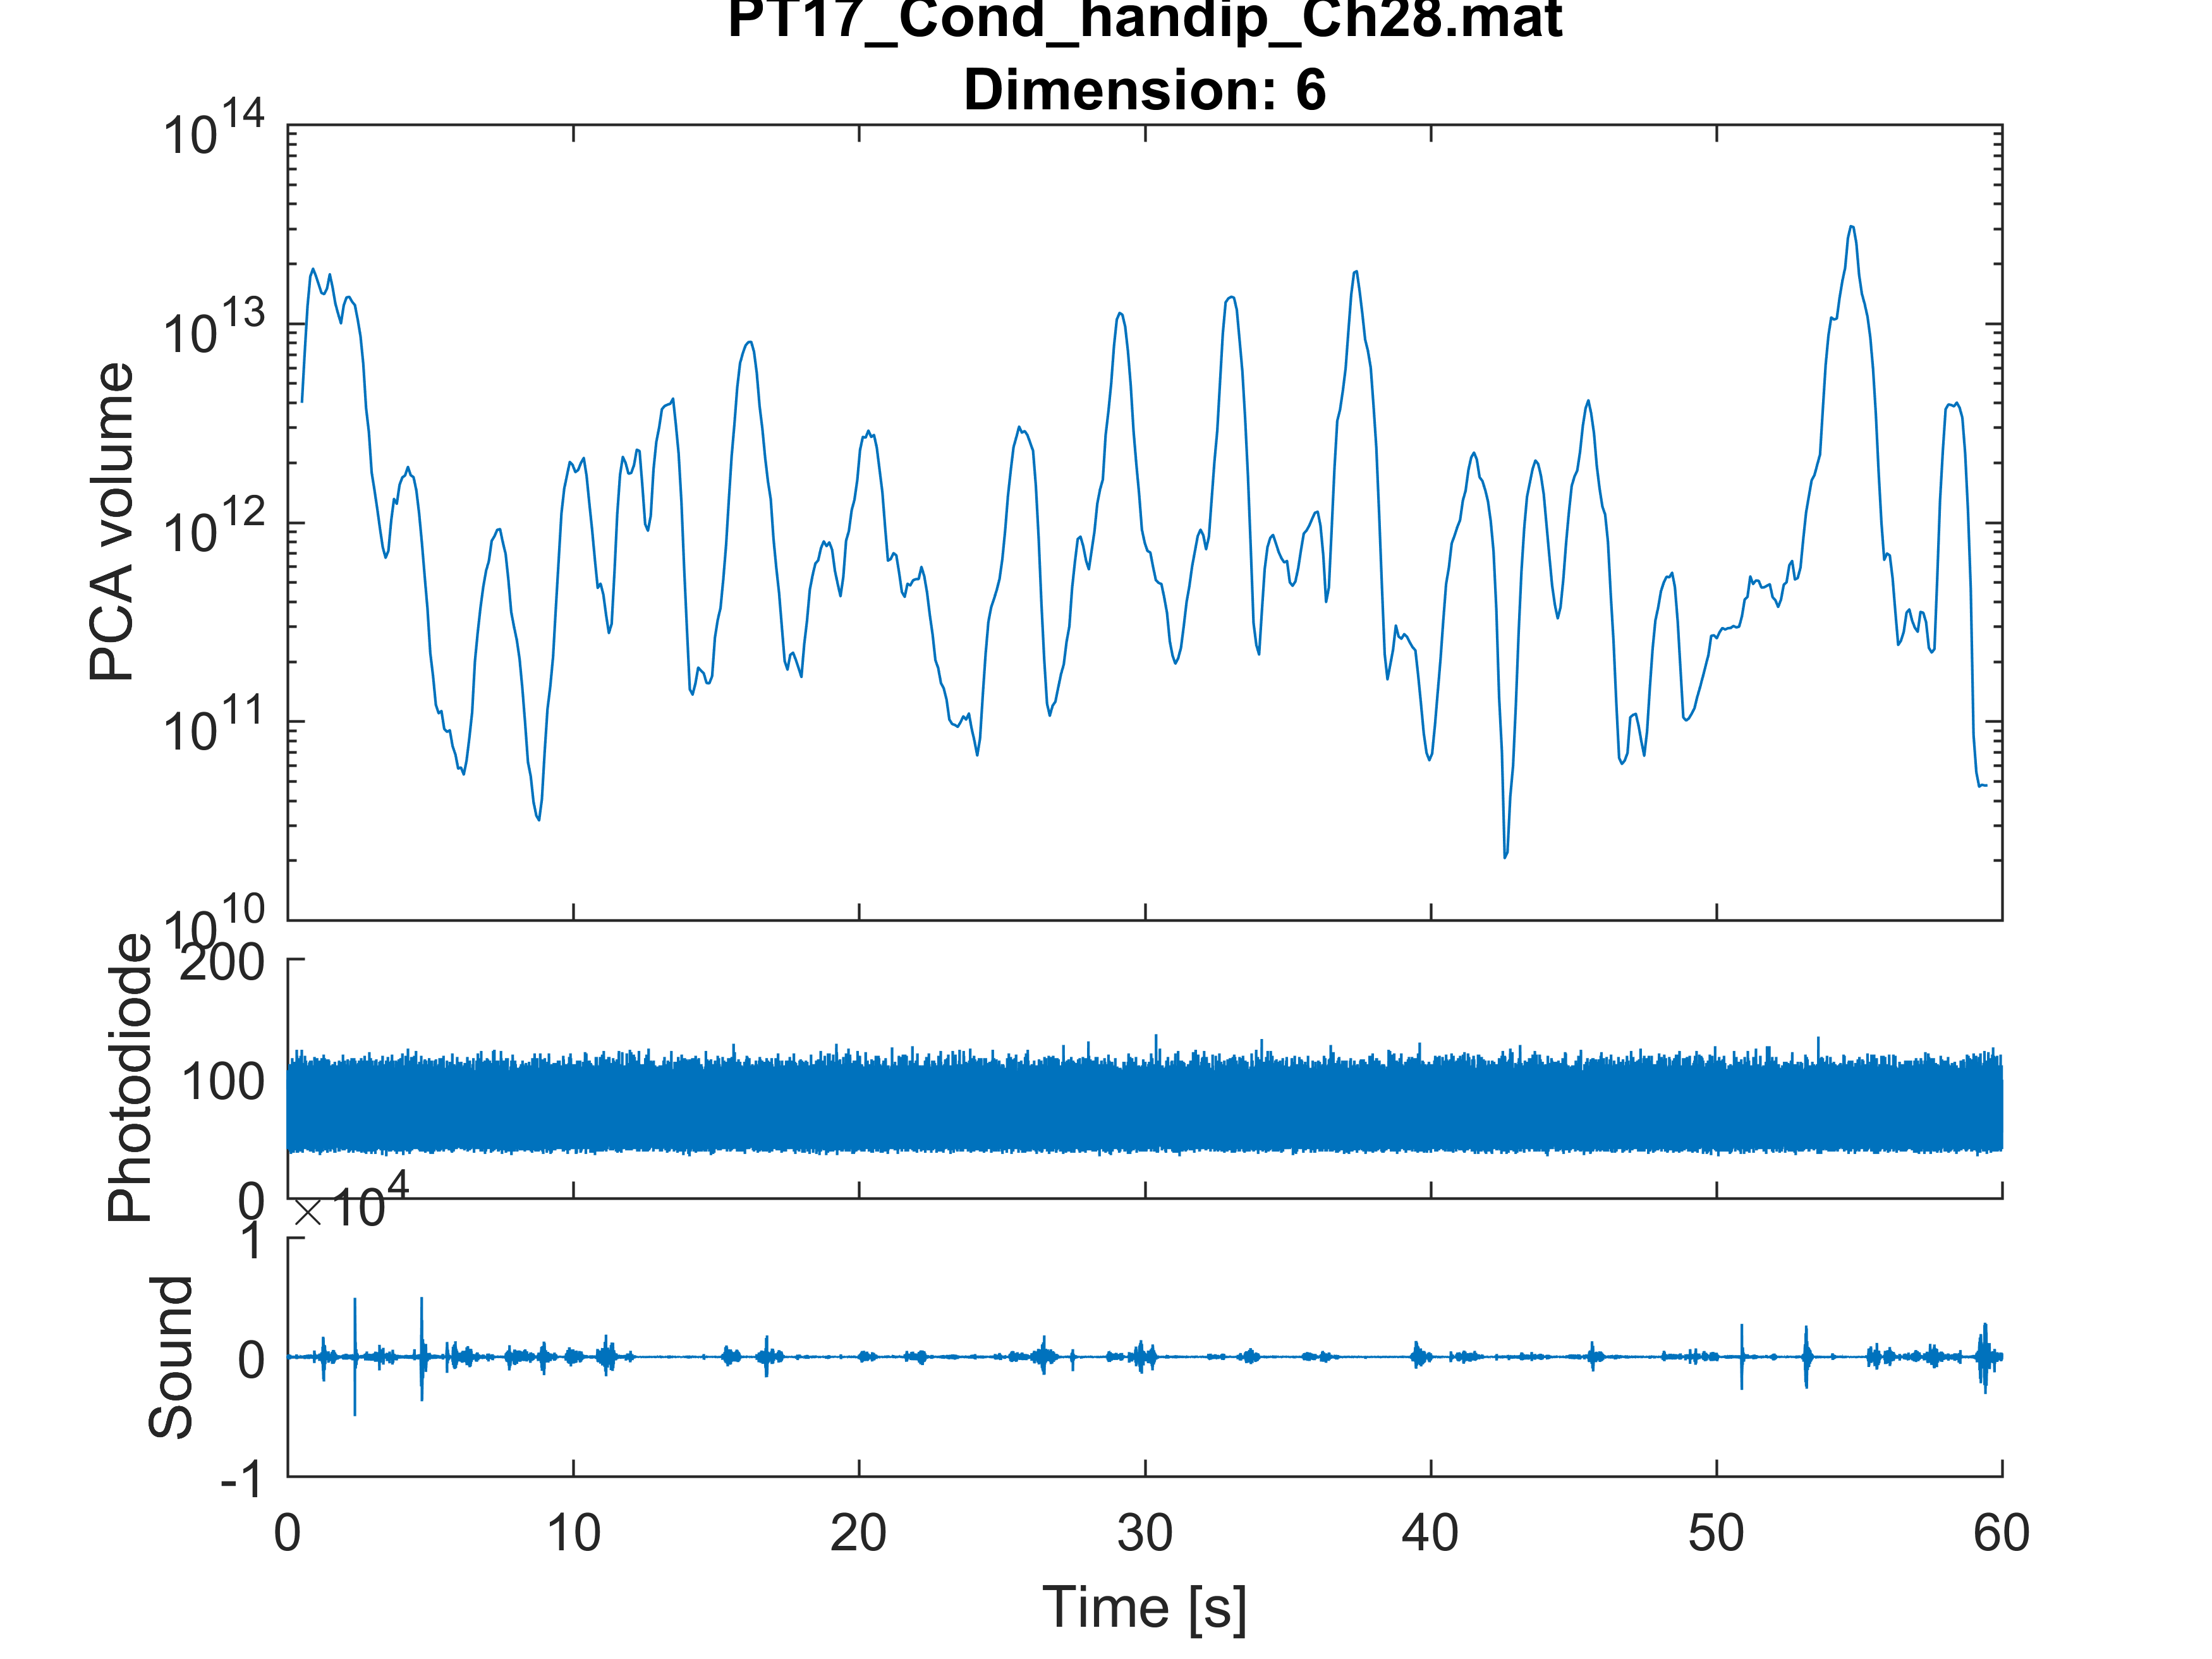 PT17_Cond_handip_Ch28.mat
Dimension: 6
10^14
10^13
10^12
10^11
10^10
PCA volume
200
100
0
Photodiode
×10^4
1
0
-1
Sound
0 10 20 30 40 50 60
Time [s]